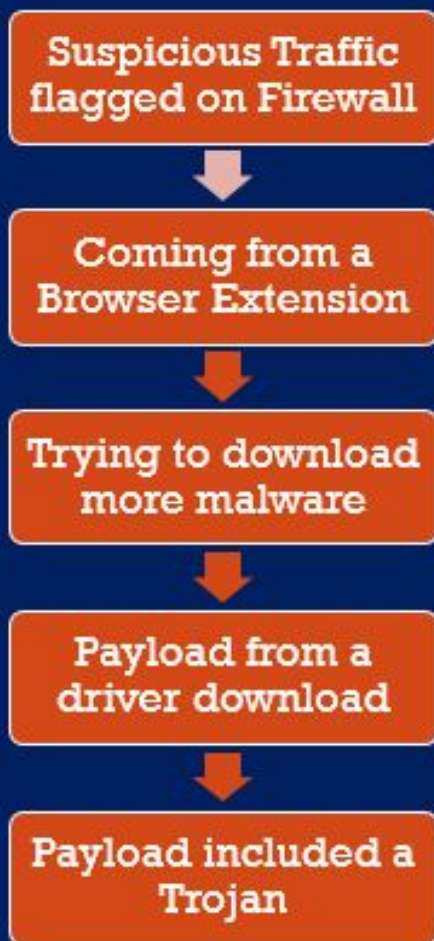 Suspicious Traffic
flagged on Firewall
Coming from a
Browser Extension
Trying to download
more malware
Payload from a
driver download
Payload included a
Trojan